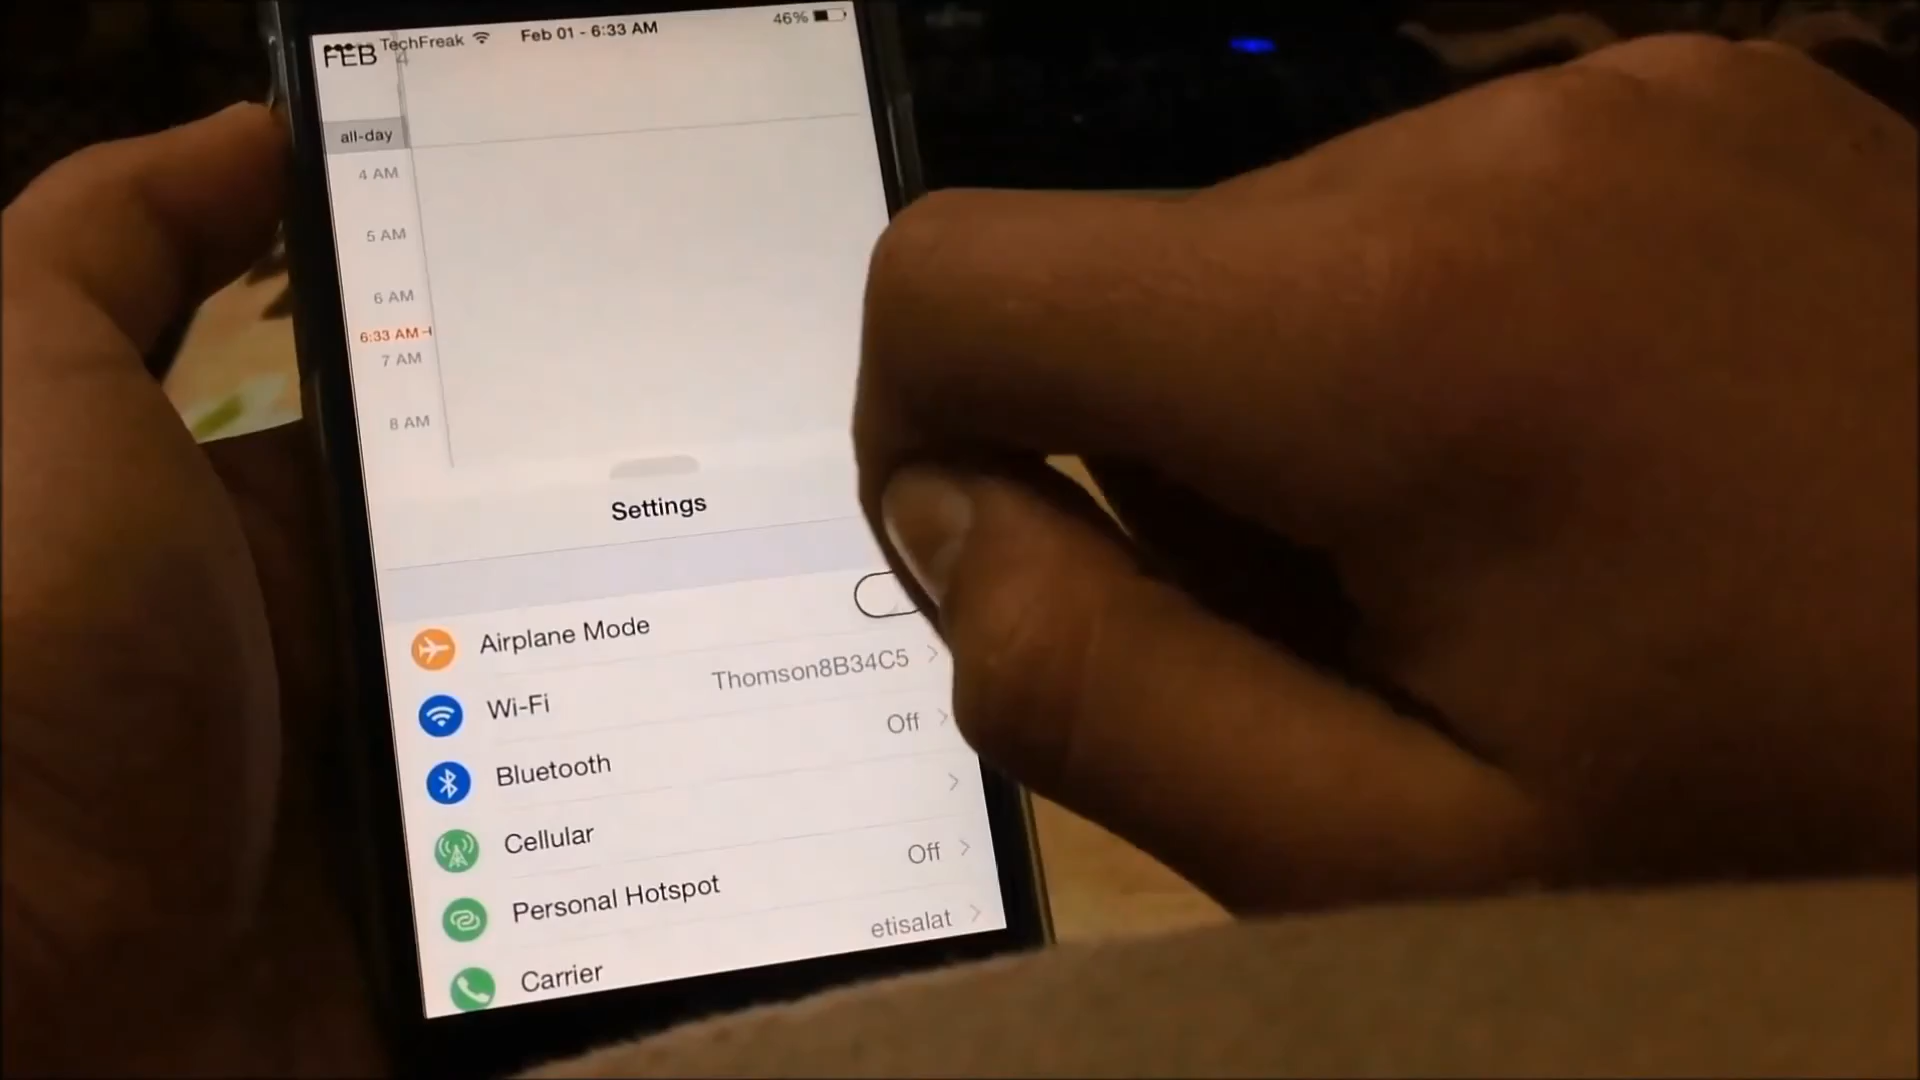 TechFreak Feb 01 - 6:33 AM 46%
FEB 4
all-day
4 AM
5 AM
6 AM
6:33 AM
7 AM
8 AM
Settings
Airplane Mode
Wi-Fi Thomson8B34C5
Bluetooth Off
Cellular
Personal Hotspot Off
Carrier etisalat